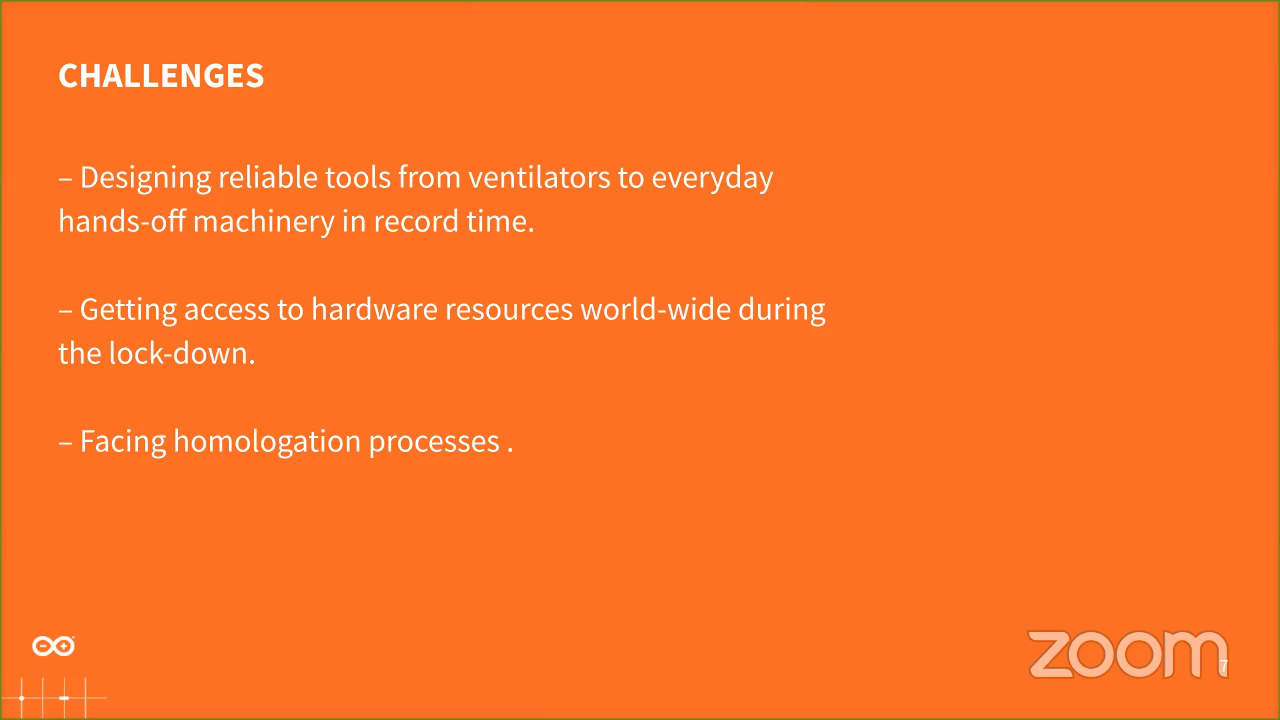 CHALLENGES
– Designing reliable tools from ventilators to everyday
hands-off machinery in record time.
– Getting access to hardware resources world-wide during
the lock-down.
– Facing homologation processes .
zoom
7